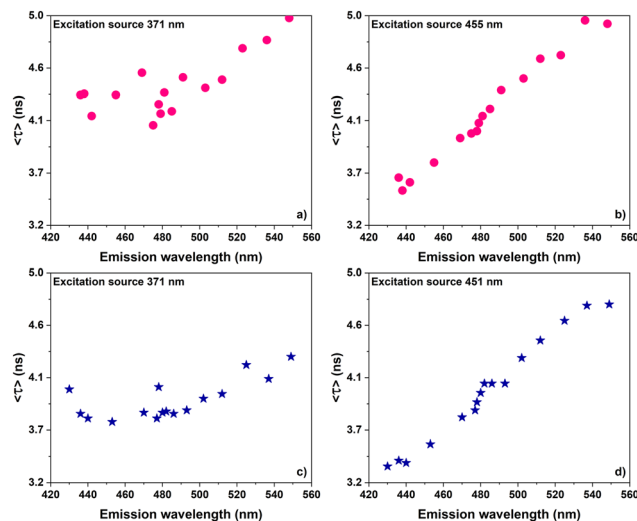 Excitation source 371 nm
5.0
4.6
4.1
3.7
3.2
<τ> (ns)
a)
420 440 460 480 500 520 540 560
Emission wavelength (nm)
Excitation source 455 nm
5.0
4.6
4.1
3.7
3.2
<τ> (ns)
b)
420 440 460 480 500 520 540 560
Emission wavelength (nm)
Excitation source 371 nm
5.0
4.6
4.1
3.7
3.2
<τ> (ns)
c)
420 440 460 480 500 520 540 560
Emission wavelength (nm)
Excitation source 451 nm
5.0
4.6
4.1
3.7
3.2
<τ> (ns)
d)
420 440 460 480 500 520 540 560
Emission wavelength (nm)